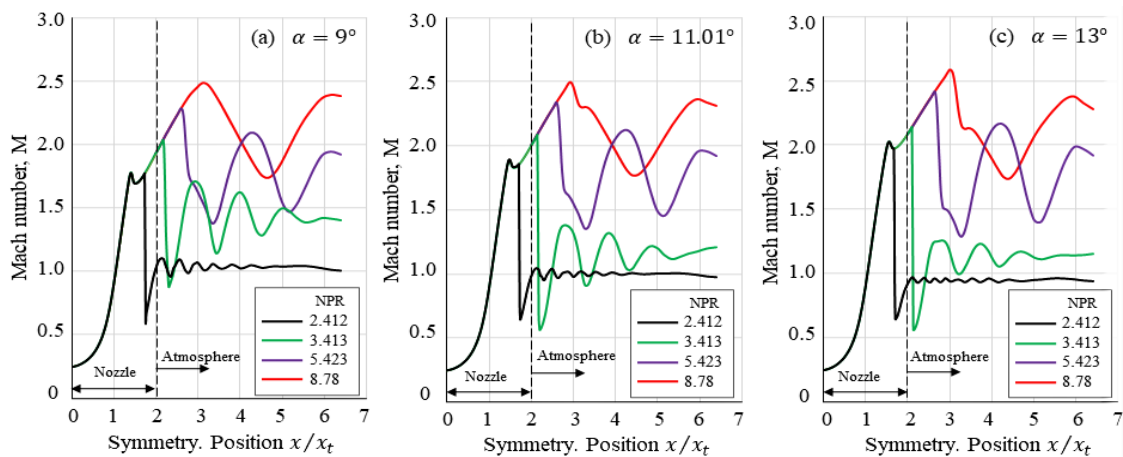 Mach number, M
3.0
2.5
2.0
1.5
1.0
0.5
0
(a) α = 9°
NPR
2.412
3.413
5.423
8.78
Atmosphere
Nozzle
0 1 2 3 4 5 6 7
Symmetry. Position x/x_t
Mach number, M
3.0
2.5
2.0
1.5
1.0
0.5
0
(b) α = 11.01°
NPR
2.412
3.413
5.423
8.78
Atmosphere
Nozzle
0 1 2 3 4 5 6 7
Symmetry. Position x/x_t
Mach number, M
3.0
2.5
2.0
1.5
1.0
0.5
0
(c) α = 13°
NPR
2.412
3.413
5.423
8.78
Atmosphere
Nozzle
0 1 2 3 4 5 6 7
Symmetry. Position x/x_t